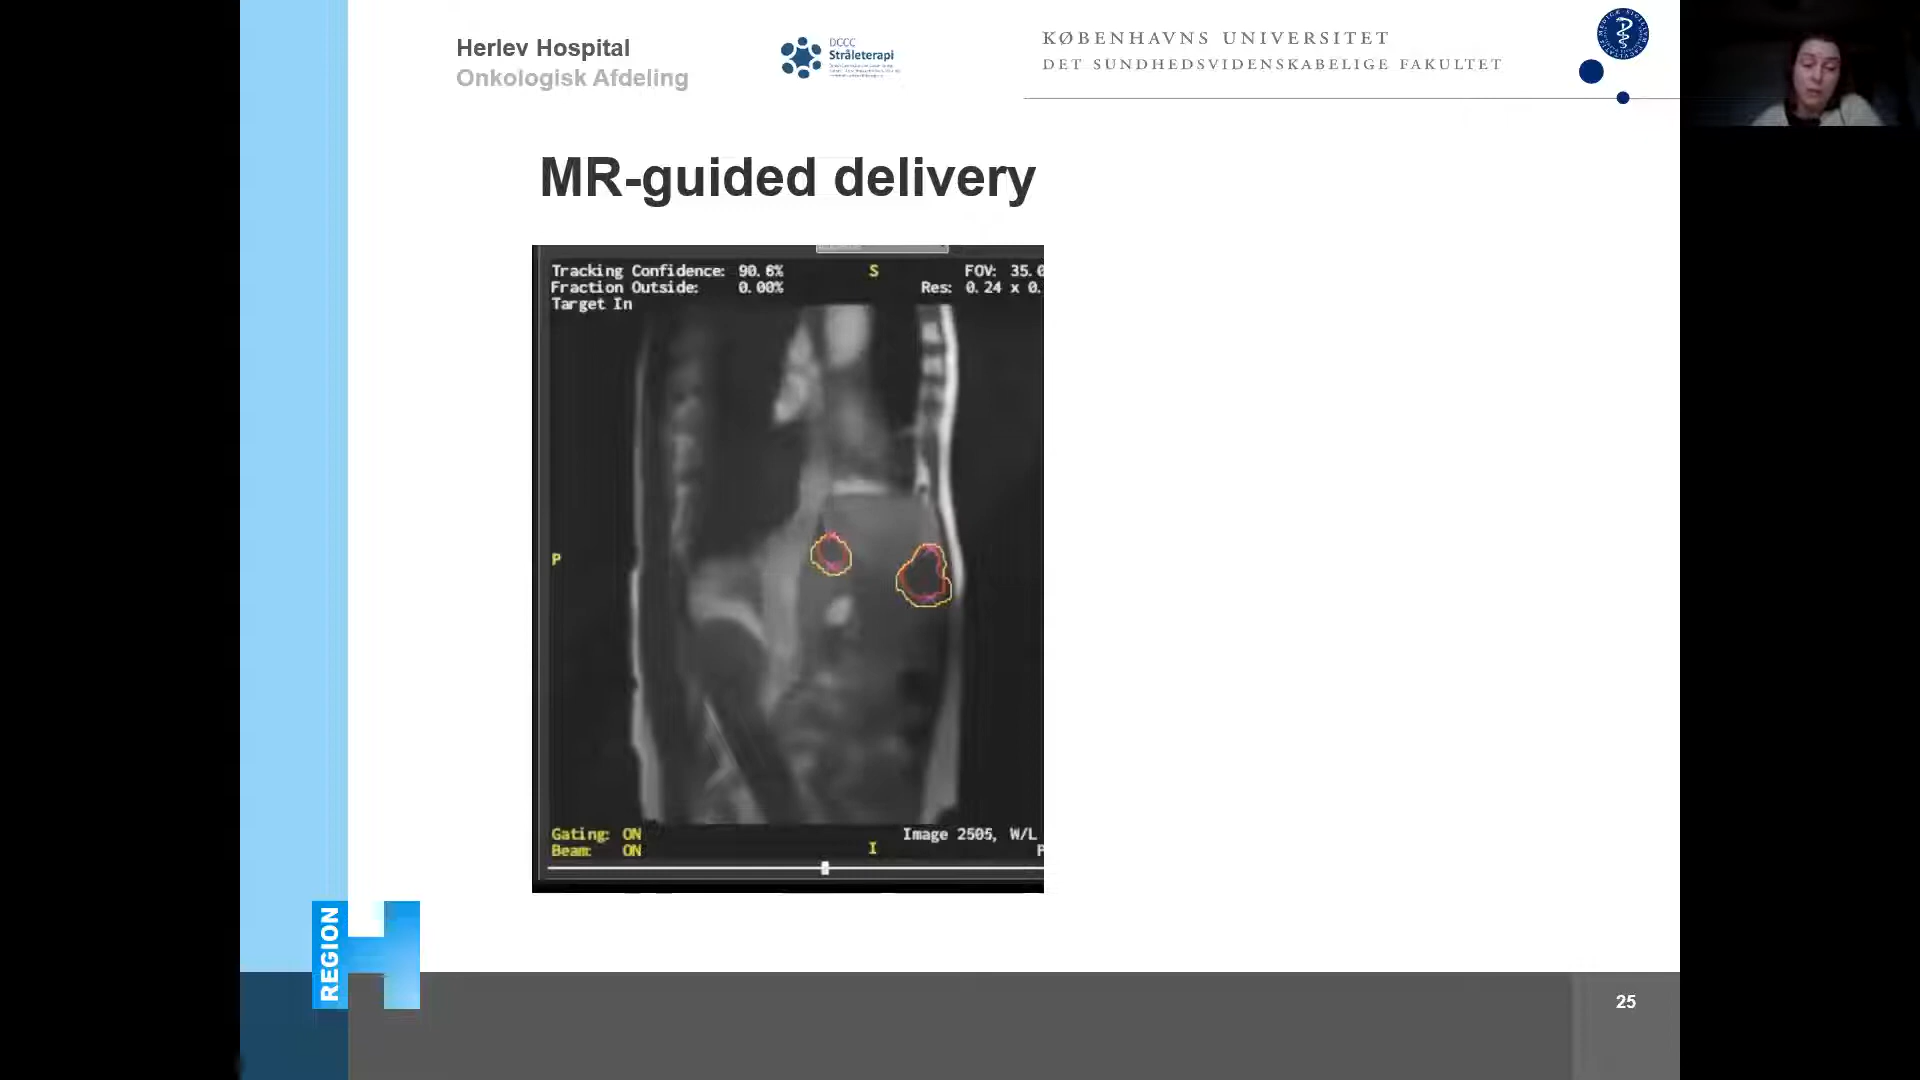 Herlev Hospital
Onkologisk Afdeling
DCCC
Stråleterapi
KØBENHAVNS UNIVERSITET
DET SUNDHEDSVIDENSKABELIGE FAKULTET
MR-guided delivery
Tracking Confidence: 90.6%
Fraction Outside: 0.00%
Target In
S
FOV: 35.0
Res: 0.24 x 0.
P
Gating: ON
Beam: ON
I
Image 2505, W/L
P
REGION
25